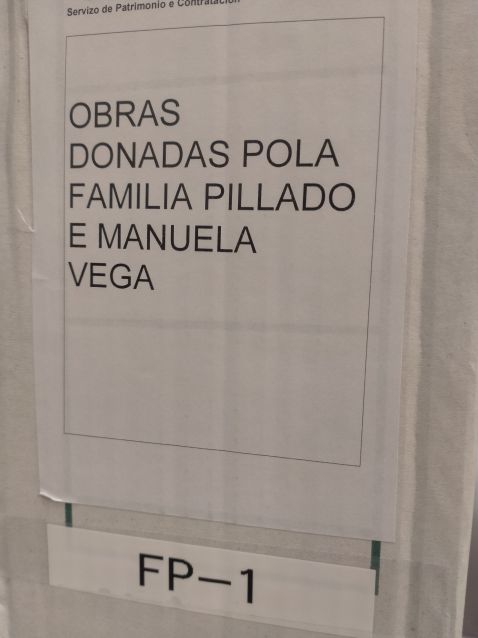 Servizo de Patrimonio e Contratación
OBRAS
DONADAS POLA
FAMILIA PILLADO
E MANUELA
VEGA
FP-1